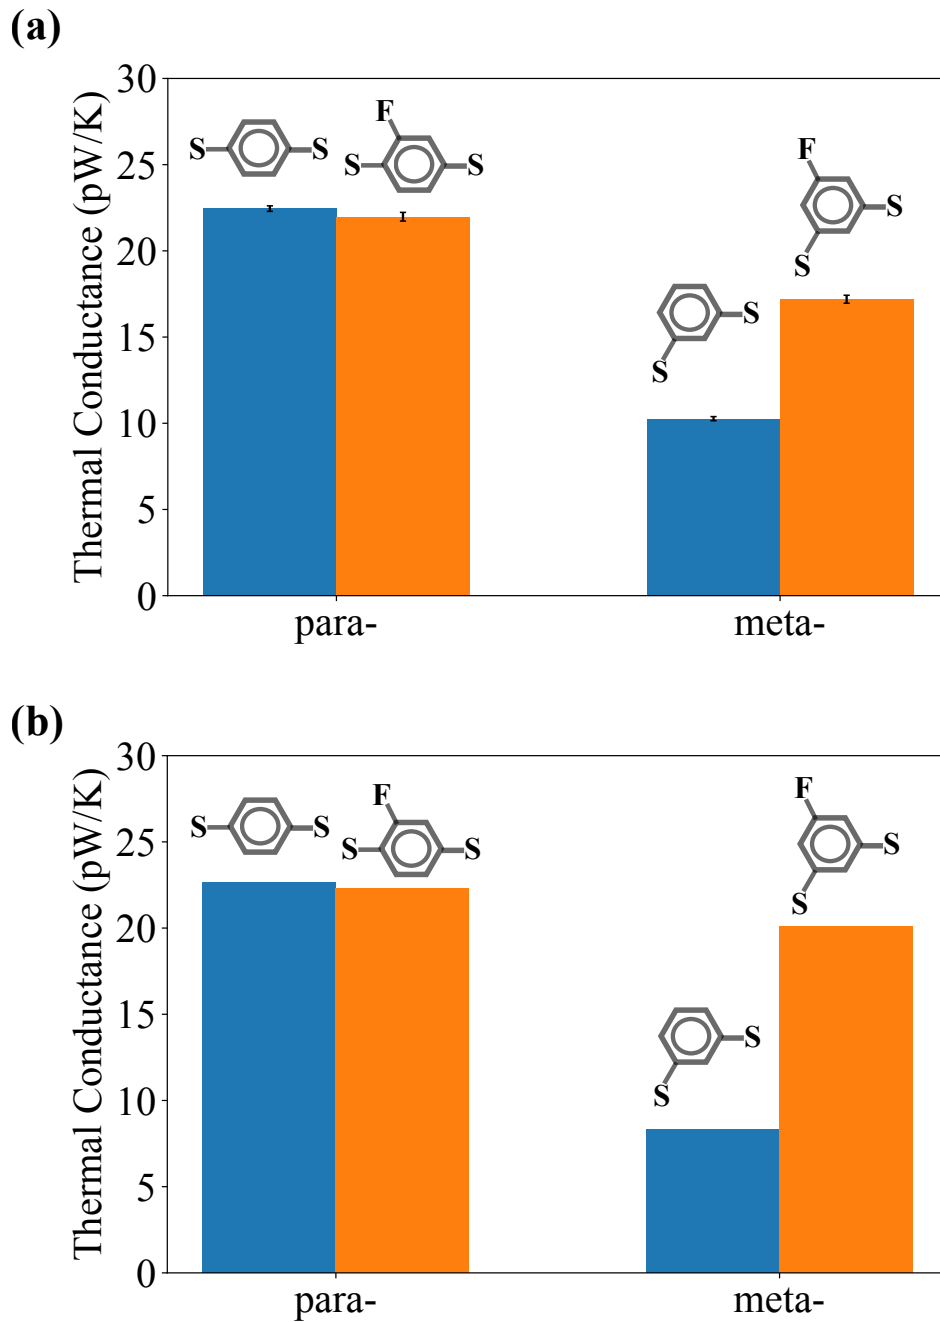 (a)
Thermal Conductance (pW/K)
30
25
20
15
10
5
0
S S
F
S S
S
S
F
S
S
para- meta-
(b)
Thermal Conductance (pW/K)
30
25
20
15
10
5
0
S S
F
S S
S
S
F
S
S
para- meta-